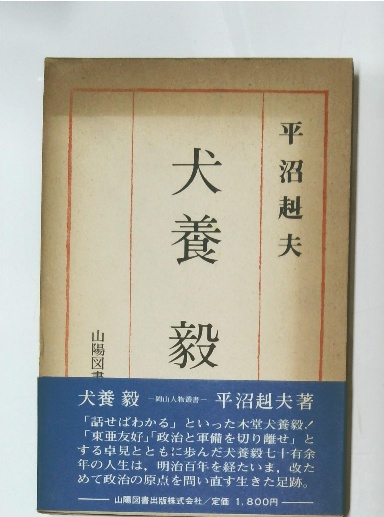 平沼赳夫
犬養毅
山陽図書
犬養 毅 —岡山人物叢書— 平沼赳夫著
「話せばわかる」といった木堂犬養毅!
「東亜友好」「政治と軍備を切り離せ」と
する卓見とともに歩んだ犬養毅七十有余
年の人生は、明治百年を経たいま、改た
めて政治の原点を問い直す生きた足跡。
—山陽図書出版株式会社/定価 1,800円—